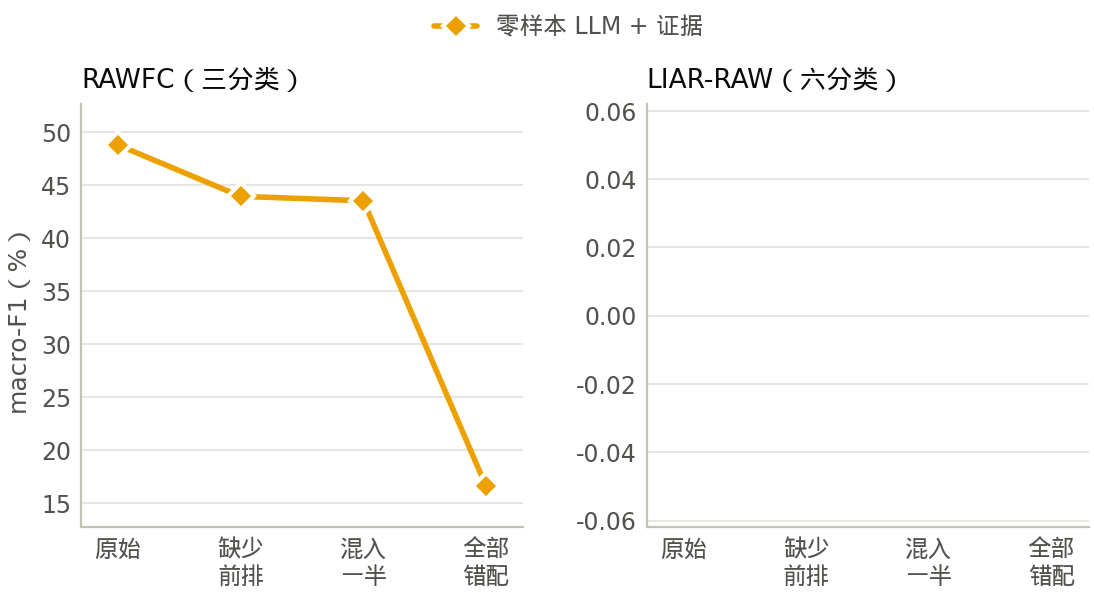 零样本 LLM + 证据
RAWFC（三分类）
macro-F1（%）
50
45
40
35
30
25
20
15
原始
缺少
前排
混入
一半
全部
错配
LIAR-RAW（六分类）
0.06
0.04
0.02
0.00
-0.02
-0.04
-0.06
原始
缺少
前排
混入
一半
全部
错配